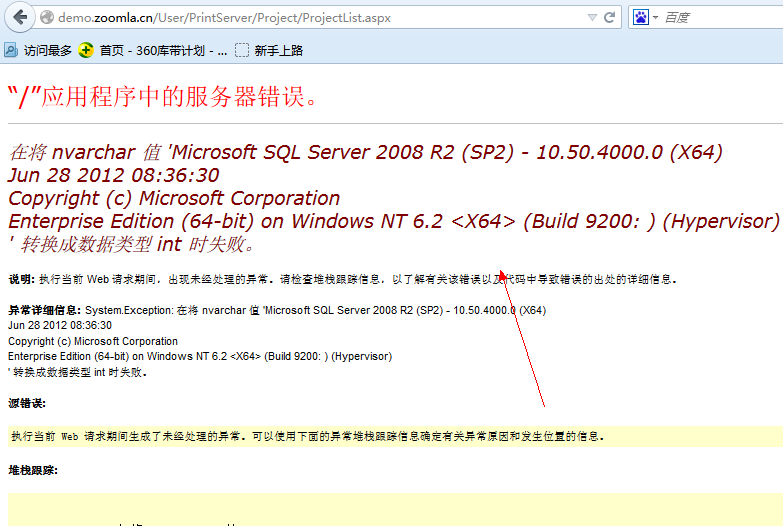 demo.zoomla.cn/User/PrintServer/Project/ProjectList.aspx
百度
访问最多 首页 - 360库带计划 - ... 新手上路
“/”应用程序中的服务器错误。
在将 nvarchar 值 'Microsoft SQL Server 2008 R2 (SP2) - 10.50.4000.0 (X64)
Jun 28 2012 08:36:30
Copyright (c) Microsoft Corporation
Enterprise Edition (64-bit) on Windows NT 6.2 <X64> (Build 9200: ) (Hypervisor)
' 转换成数据类型 int 时失败。
说明: 执行当前 Web 请求期间，出现未经处理的异常。请检查堆栈跟踪信息，以了解有关该错误以及代码中导致错误的出处的详细信息。
异常详细信息: System.Exception: 在将 nvarchar 值 'Microsoft SQL Server 2008 R2 (SP2) - 10.50.4000.0 (X64)
Jun 28 2012 08:36:30
Copyright (c) Microsoft Corporation
Enterprise Edition (64-bit) on Windows NT 6.2 <X64> (Build 9200: ) (Hypervisor)
' 转换成数据类型 int 时失败。
源错误:
执行当前 Web 请求期间生成了未经处理的异常。可以使用下面的异常堆栈跟踪信息确定有关异常原因和发生位置的信息。
堆栈跟踪: